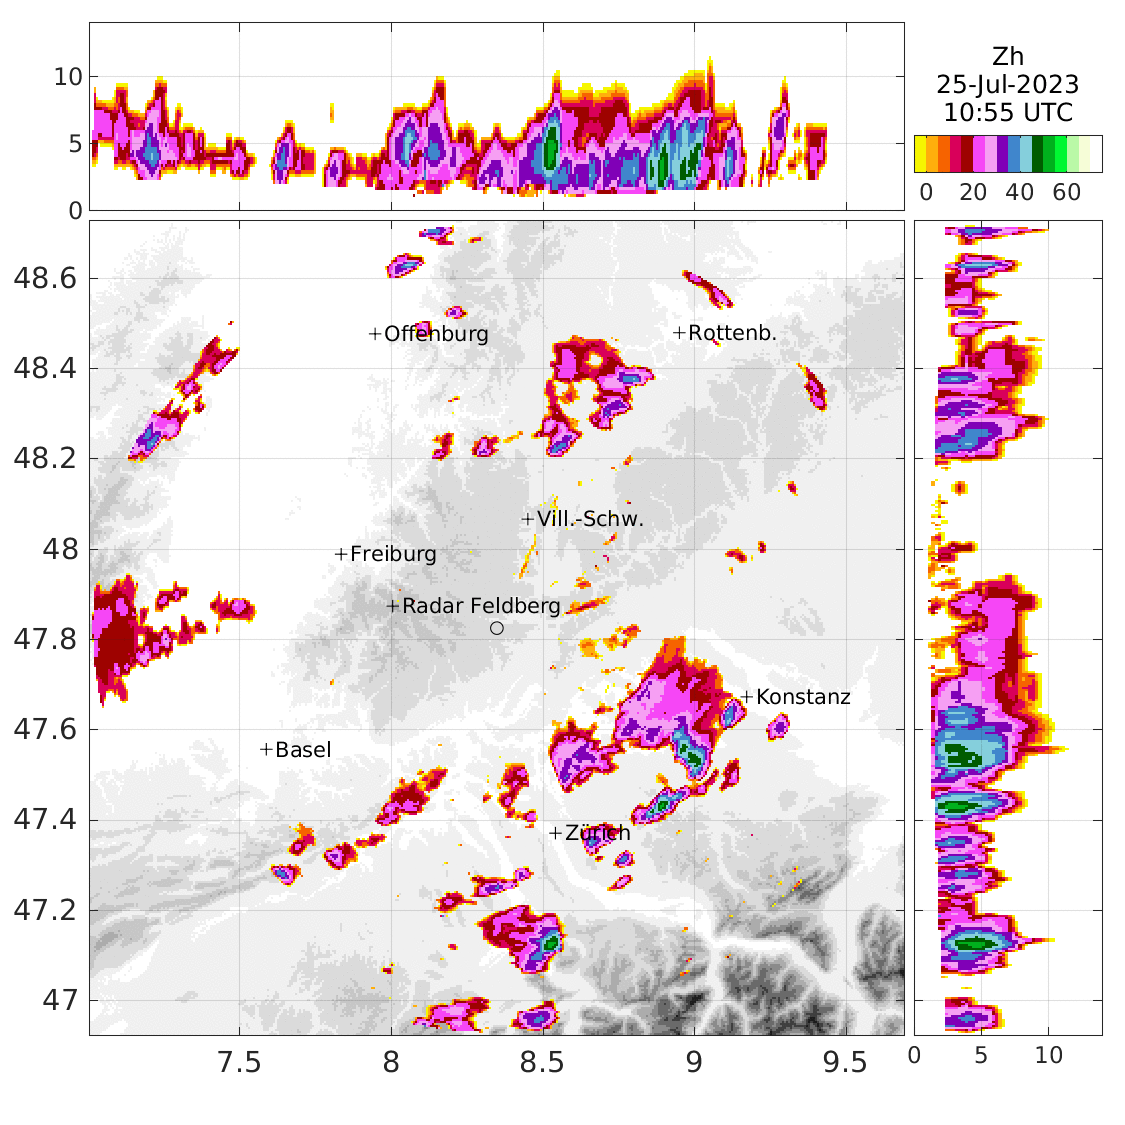 10
5
0
Zh
25-Jul-2023
10:55 UTC
0 20 40 60
48.6
48.4
48.2
48
47.8
47.6
47.4
47.2
47
+Offenburg
+Rottenb.
+Vill.-Schw.
+Freiburg
+Radar Feldberg
+Konstanz
+Basel
+Zürich
7.5 8 8.5 9 9.5
0 5 10